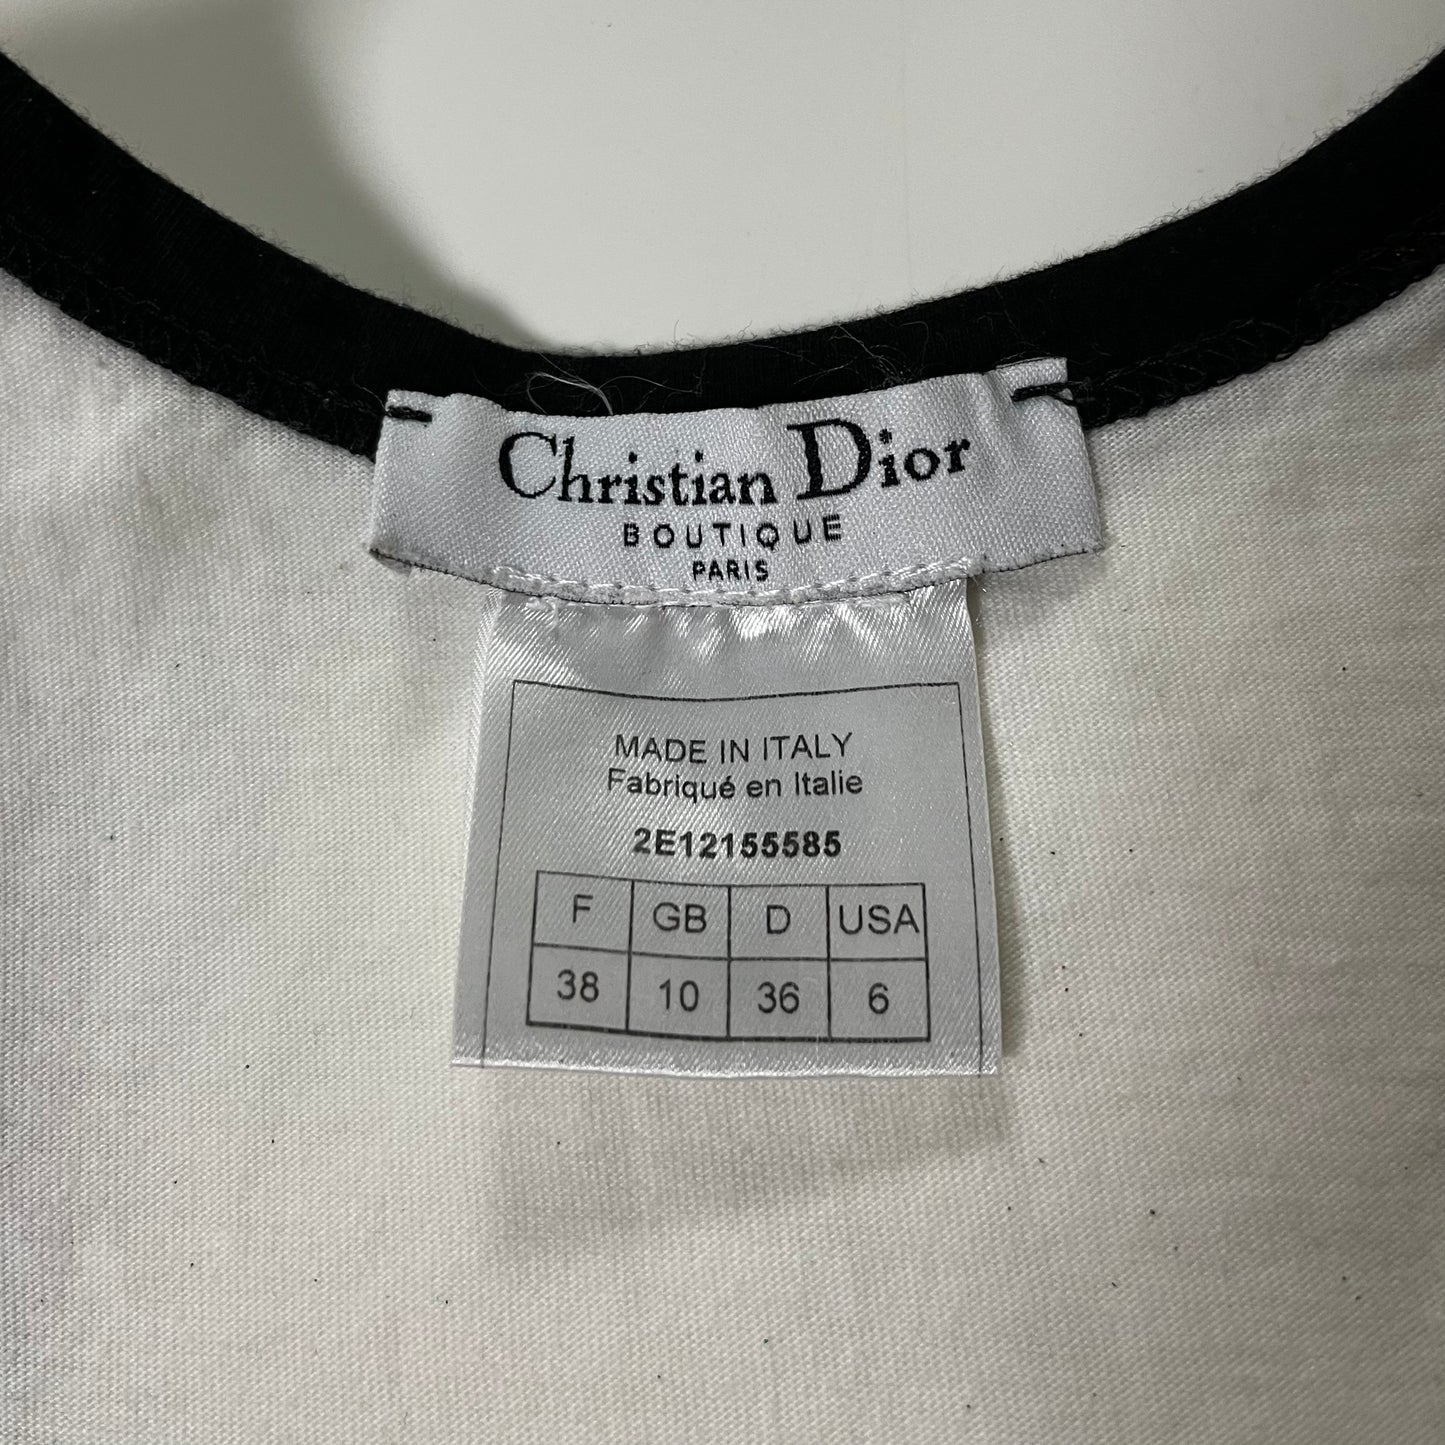 Christian Dior
BOUTIQUE
PARIS
MADE IN ITALY
Fabriqué en Italie
2E12155585
F GB D USA
38 10 36 6